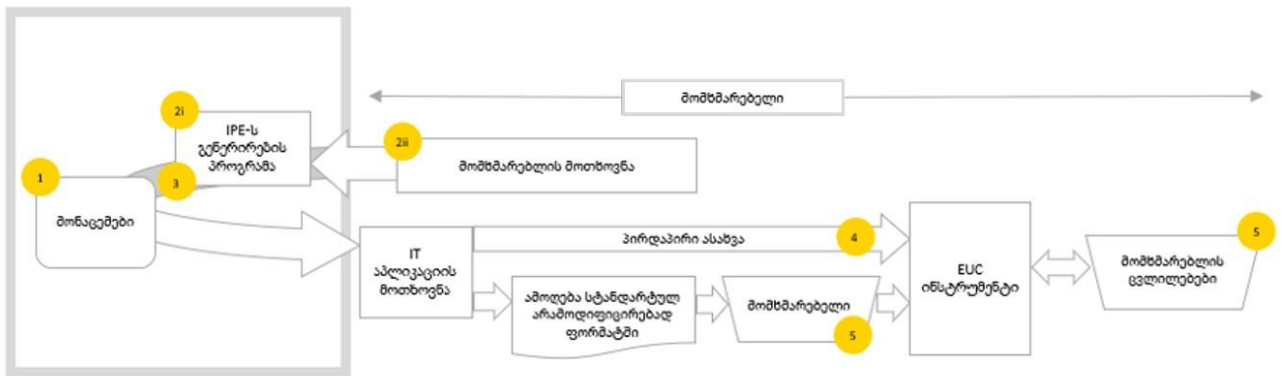 მომხმარებელი
2i
IPE-ს
გენერირების
პროგრამა
2ii
მომხმარებლის მოთხოვნა
1
მონაცემები
3
IT
აპლიკაციის
მოთხოვნა
პირდაპირი ასახვა
4
ამოღება სტანდარტულ
არამოდიფიცირებად
ფორმატში
მომხმარებელი
5
EUC
ინსტრუმენტი
მომხმარებლის
ცვლილებები
5